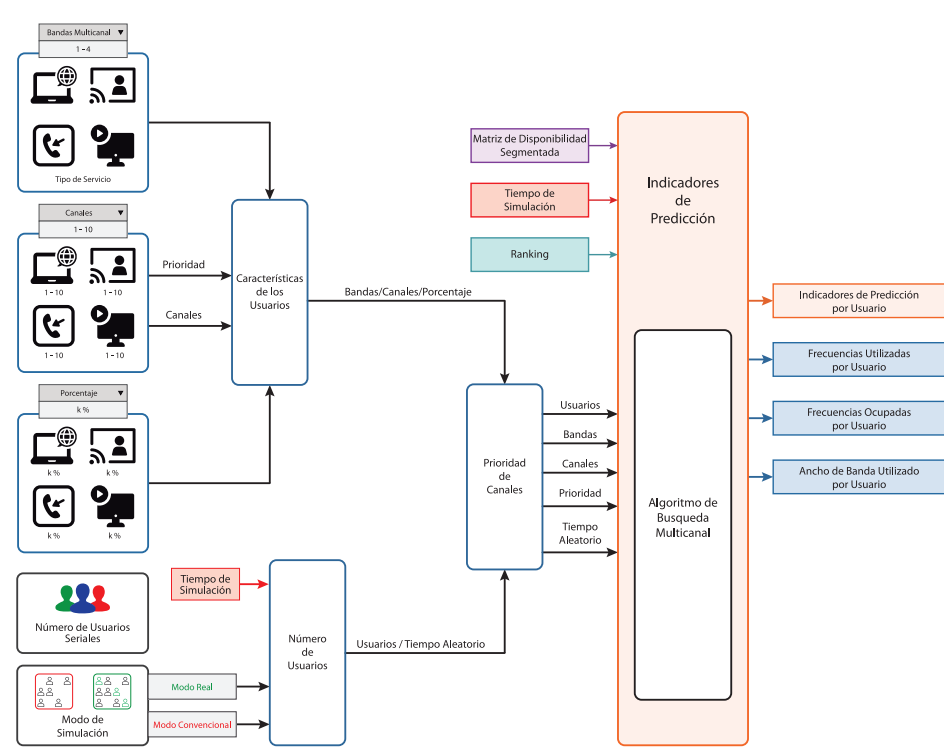 Bandas Multicanal ▼
1 - 4
Tipo de Servicio
Canales ▼
1 - 10
1 - 10
1 - 10
1 - 10
1 - 10
Porcentaje ▼
k %
k %
k %
k %
k %
Número de Usuarios
Seriales
Modo de
Simulación
Modo Real
Modo Convencional
Tiempo de
Simulación
Número
de
Usuarios
Prioridad
Canales
Características
de los
Usuarios
Bandas/Canales/Porcentaje
Usuarios / Tiempo Aleatorio
Prioridad
de
Canales
Usuarios
Bandas
Canales
Prioridad
Tiempo
Aleatorio
Matriz de Disponibilidad
Segmentada
Tiempo de
Simulación
Ranking
Indicadores
de
Predicción
Algoritmo de
Busqueda
Multicanal
Indicadores de Predicción
por Usuario
Frecuencias Utilizadas
por Usuario
Frecuencias Ocupadas
por Usuario
Ancho de Banda Utilizado
por Usuario